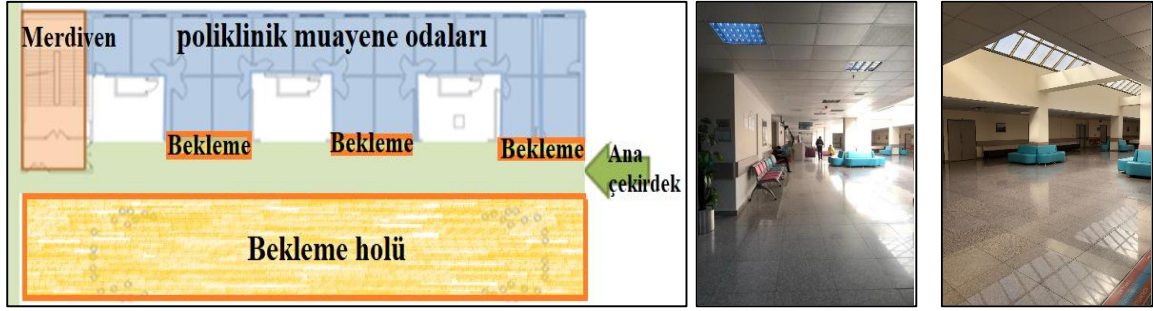 Merdiven
poliklinik muayene odaları
Bekleme
Bekleme
Bekleme
Ana
çekirdek
Bekleme holü